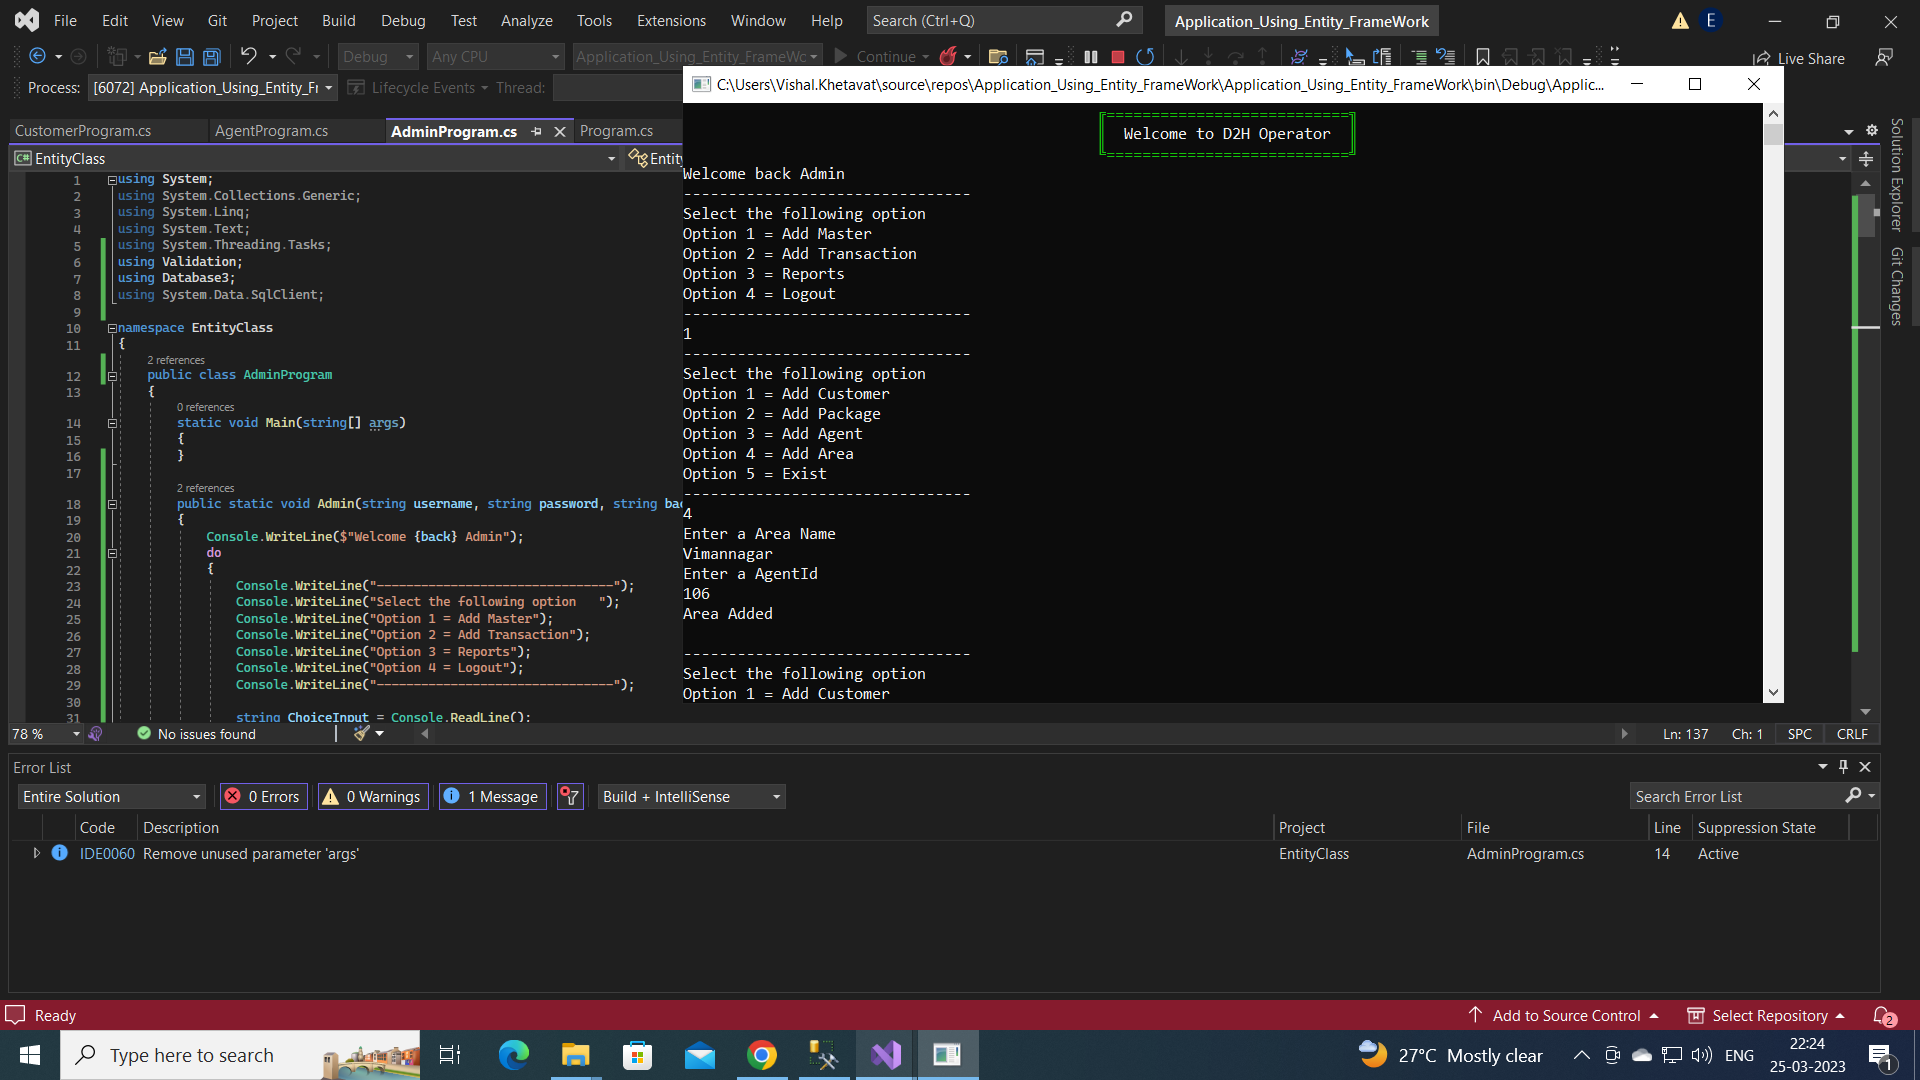 File Edit View Git Project Build Debug Test Analyze Tools Extensions Window Help Search (Ctrl+Q) Application_Using_Entity_FrameWork E
Debug Any CPU Application_Using_Entity_FrameWc Continue Live Share
Process: [6072] Application_Using_Entity_Fr Lifecycle Events Thread:
C:\Users\Vishal.Khetavat\source\repos\Application_Using_Entity_FrameWork\Application_Using_Entity_FrameWork\bin\Debug\Applic...
CustomerProgram.cs AgentProgram.cs AdminProgram.cs Program.cs
EntityClass Entity
1 using System;
2 using System.Collections.Generic;
3 using System.Linq;
4 using System.Text;
5 using System.Threading.Tasks;
6 using Validation;
7 using Database3;
8 using System.Data.SqlClient;
9
10 namespace EntityClass
11 {
2 references
12 public class AdminProgram
13 {
0 references
14 static void Main(string[] args)
15 {
16 }
17
2 references
18 public static void Admin(string username, string password, string bac
19 {
20 Console.WriteLine($"Welcome {back} Admin");
21 do
22 {
23 Console.WriteLine("--------------------------------");
24 Console.WriteLine("Select the following option   ");
25 Console.WriteLine("Option 1 = Add Master");
26 Console.WriteLine("Option 2 = Add Transaction");
27 Console.WriteLine("Option 3 = Reports");
28 Console.WriteLine("Option 4 = Logout");
29 Console.WriteLine("--------------------------------");
30
31 string ChoiceInput = Console.ReadLine();
Welcome to D2H Operator
Welcome back Admin
--------------------------------
Select the following option
Option 1 = Add Master
Option 2 = Add Transaction
Option 3 = Reports
Option 4 = Logout
--------------------------------
1
--------------------------------
Select the following option
Option 1 = Add Customer
Option 2 = Add Package
Option 3 = Add Agent
Option 4 = Add Area
Option 5 = Exist
--------------------------------
4
Enter a Area Name
Vimannagar
Enter a AgentId
106
Area Added
--------------------------------
Select the following option
Option 1 = Add Customer
Solution Explorer
Git Changes
78 % No issues found Ln: 137 Ch: 1 SPC CRLF
Error List
Entire Solution 0 Errors 0 Warnings 1 Message Build + IntelliSense Search Error List
Code Description Project File Line Suppression State
IDE0060 Remove unused parameter 'args' EntityClass AdminProgram.cs 14 Active
Ready Add to Source Control Select Repository 2
Type here to search 27°C Mostly clear ENG 22:24
25-03-2023 1